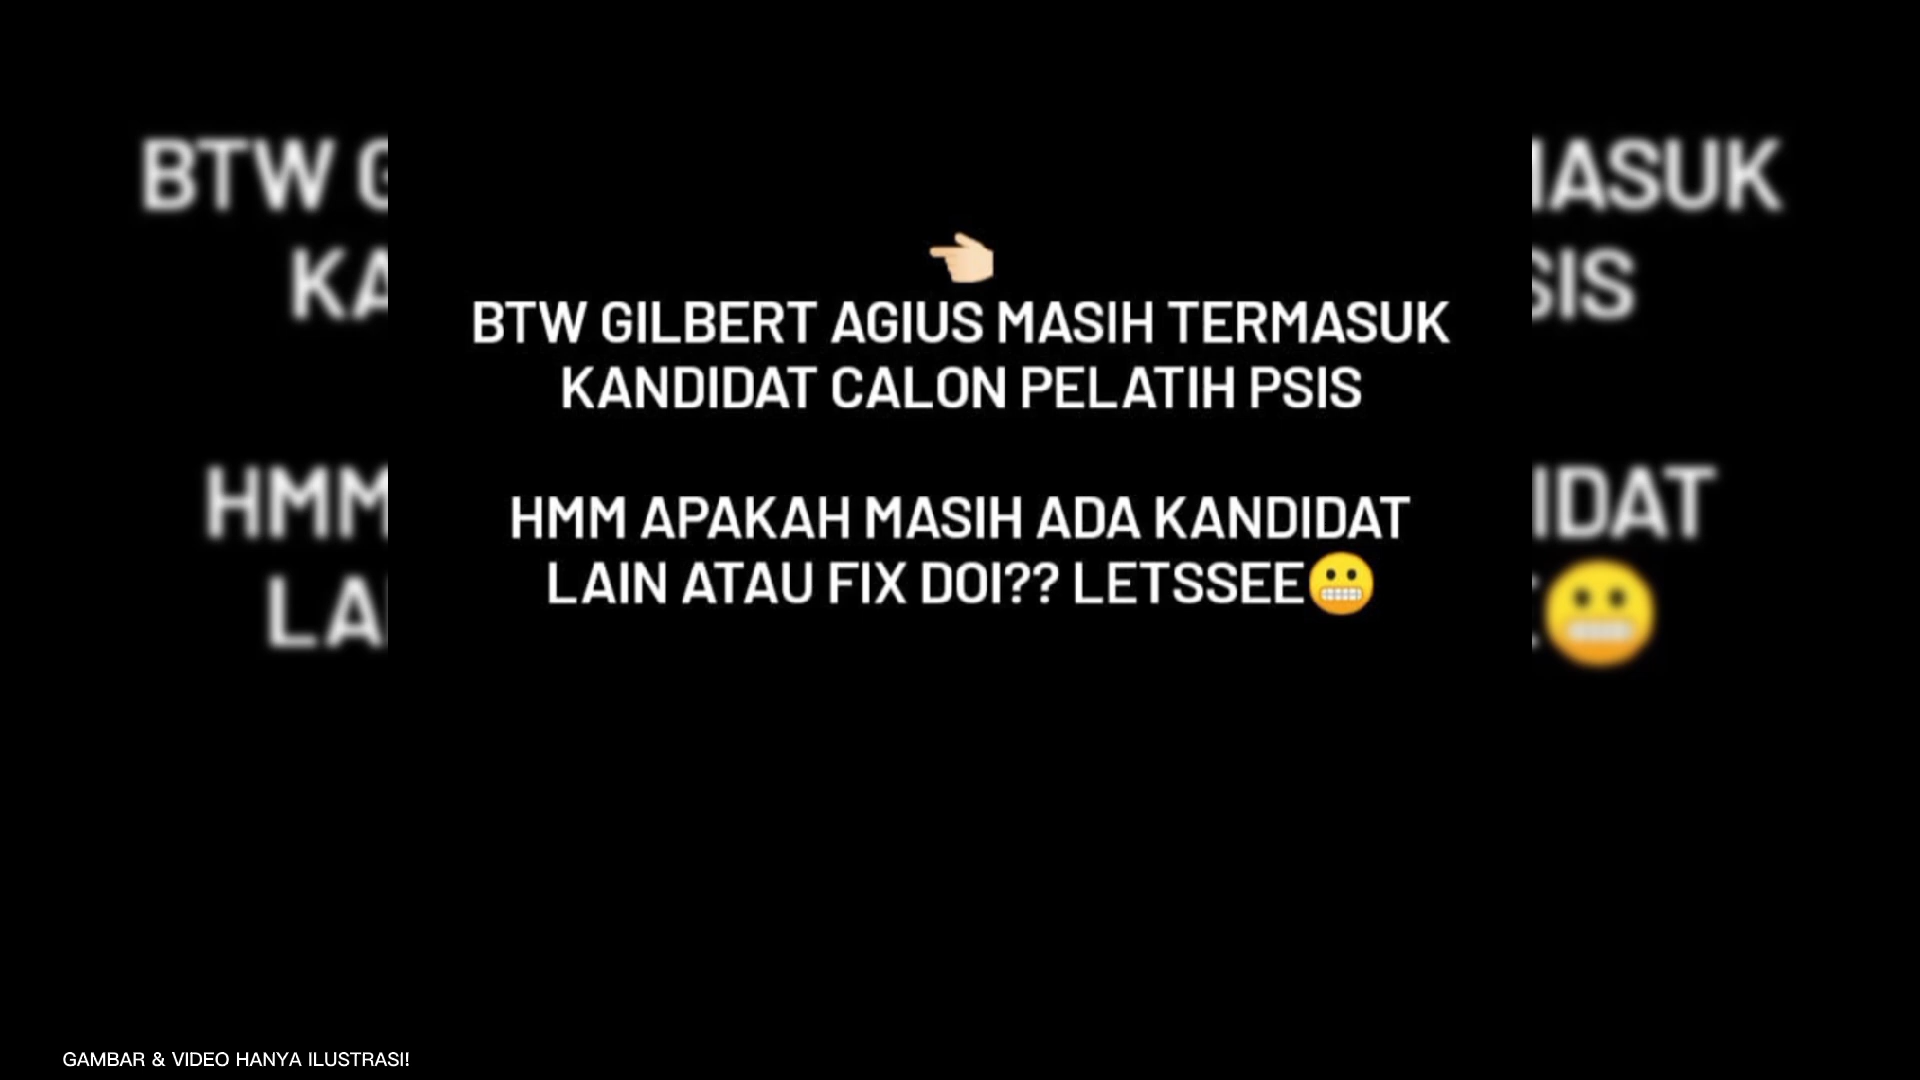 👈🏻
BTW GILBERT AGIUS MASIH TERMASUK
KANDIDAT CALON PELATIH PSIS
HMM APAKAH MASIH ADA KANDIDAT
LAIN ATAU FIX DOI?? LETSSEE😬
GAMBAR & VIDEO HANYA ILUSTRASI!